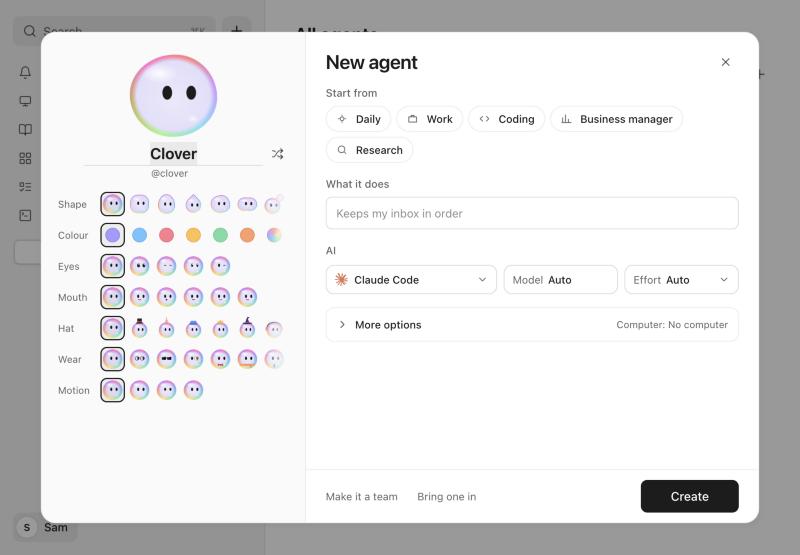 Search
All agents
Clover
@clover
Shape
Colour
Eyes
Mouth
Hat
Wear
Motion
S Sam
New agent
Start from
Daily
Work
Coding
Business manager
Research
What it does
Keeps my inbox in order
AI
Claude Code
Model Auto
Effort Auto
More options
Computer: No computer
Make it a team
Bring one in
Create